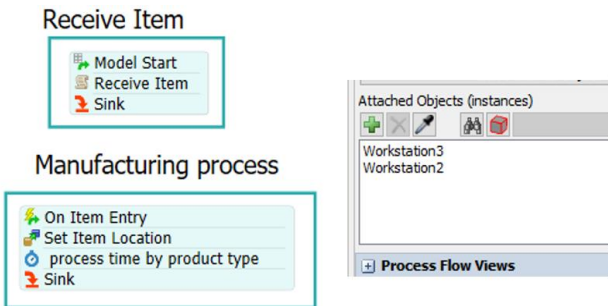 Receive Item
Model Start
Receive Item
Sink
Manufacturing process
On Item Entry
Set Item Location
process time by product type
Sink
Attached Objects (instances)
Workstation3
Workstation2
Process Flow Views